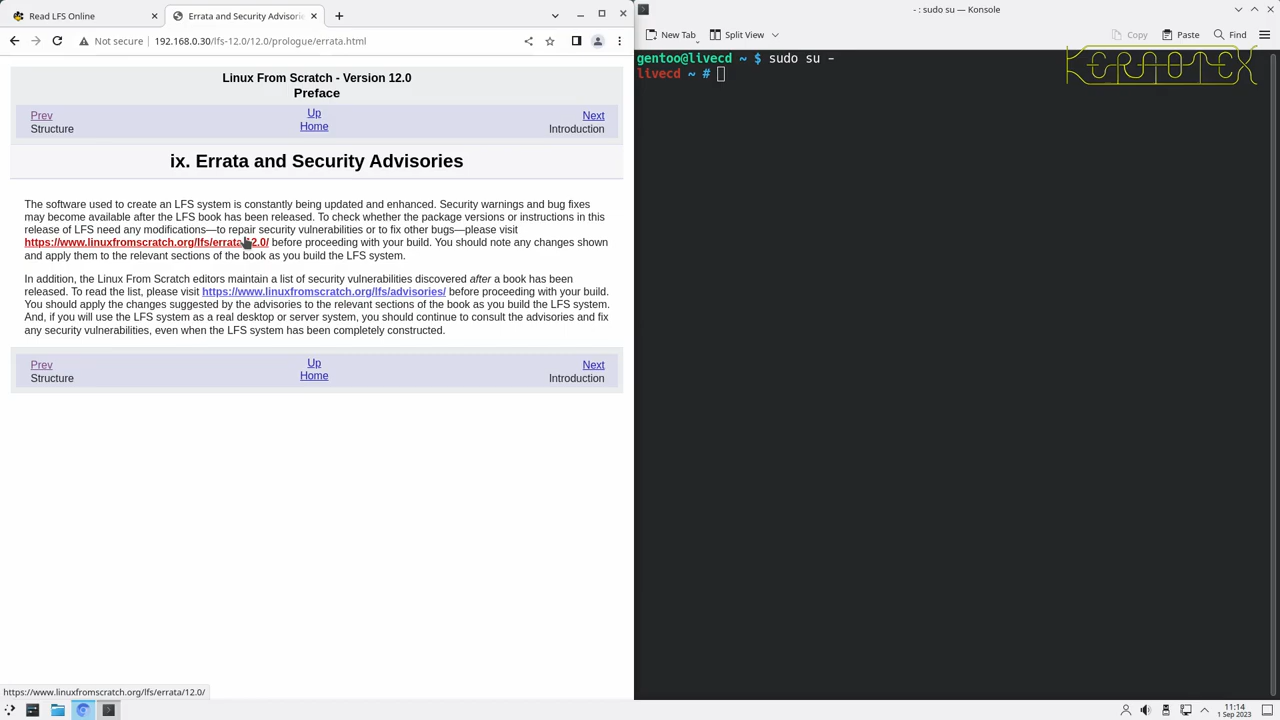 Read LFS Online
Errata and Security Advisorie
Not secure
192.168.0.30/lfs-12.0/12.0/prologue/errata.html
Linux From Scratch - Version 12.0
Preface
Prev
Up
Next
Structure
Home
Introduction
ix. Errata and Security Advisories
The software used to create an LFS system is constantly being updated and enhanced. Security warnings and bug fixes
may become available after the LFS book has been released. To check whether the package versions or instructions in this
release of LFS need any modifications—to repair security vulnerabilities or to fix other bugs—please visit
https://www.linuxfromscratch.org/lfs/errata/12.0/ before proceeding with your build. You should note any changes shown
and apply them to the relevant sections of the book as you build the LFS system.
In addition, the Linux From Scratch editors maintain a list of security vulnerabilities discovered after a book has been
released. To read the list, please visit https://www.linuxfromscratch.org/lfs/advisories/ before proceeding with your build.
You should apply the changes suggested by the advisories to the relevant sections of the book as you build the LFS system.
And, if you will use the LFS system as a real desktop or server system, you should continue to consult the advisories and fix
any security vulnerabilities, even when the LFS system has been completely constructed.
Prev
Up
Next
Structure
Home
Introduction
https://www.linuxfromscratch.org/lfs/errata/12.0/
- : sudo su — Konsole
New Tab
Split View
Copy
Paste
Find
gentoo@livecd ~ $ sudo su -
livecd ~ #
KERNOTEX
11:14
1 Sep 2023